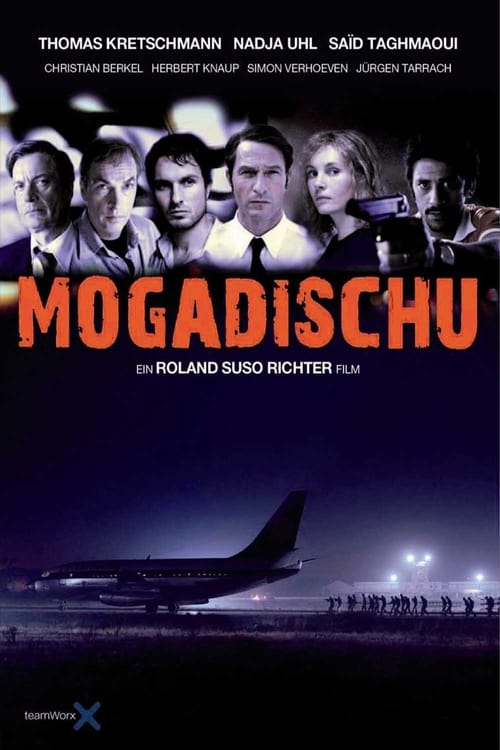 THOMAS KRETSCHMANN NADJA UHL SAÏD TAGHMAOUI
CHRISTIAN BERKEL HERBERT KNAUP SIMON VERHOEVEN JÜRGEN TARRACH
MOGADISCHU
EIN ROLAND SUSO RICHTER FILM
teamWorx